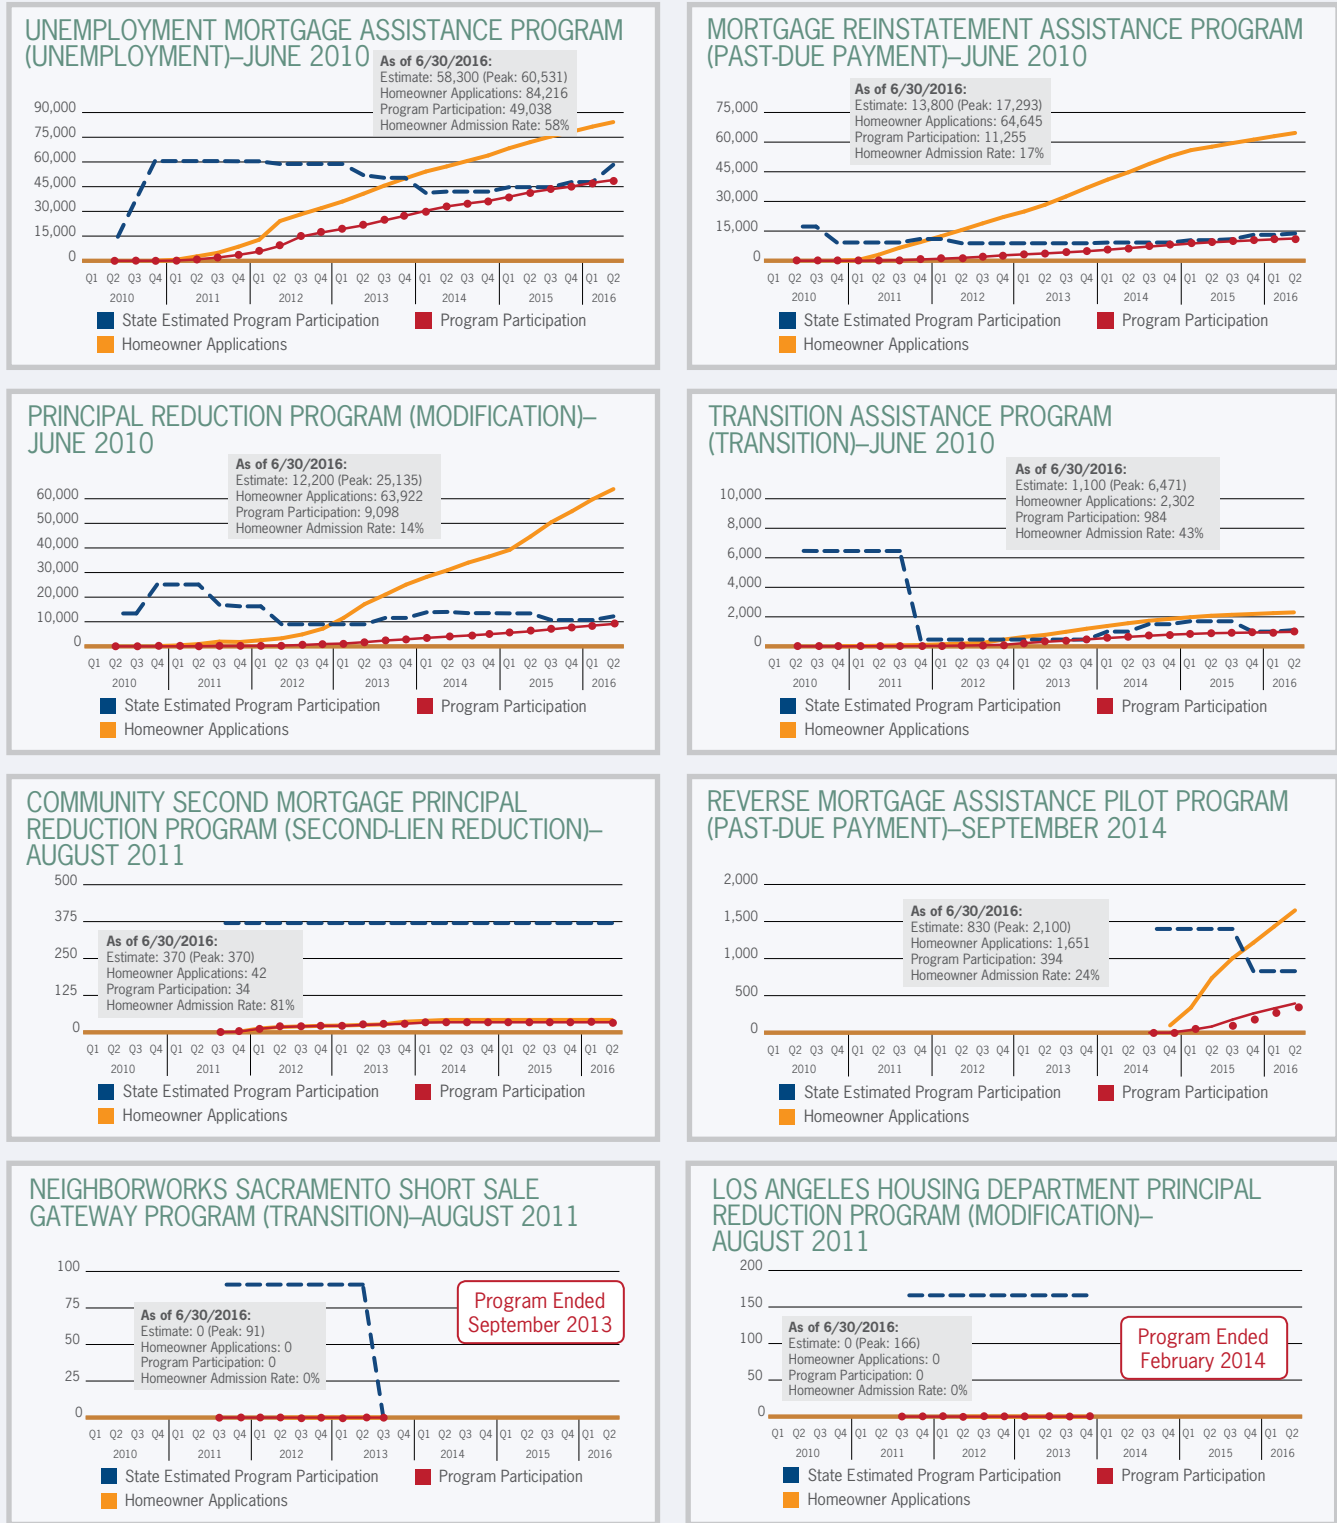 UNEMPLOYMENT MORTGAGE ASSISTANCE PROGRAM
(UNEMPLOYMENT)–JUNE 2010
As of 6/30/2016:
Estimate: 58,300 (Peak: 60,531)
Homeowner Applications: 84,216
Program Participation: 49,038
Homeowner Admission Rate: 58%
90,000
75,000
60,000
45,000
30,000
15,000
0
Q1 Q2 Q3 Q4 Q1 Q2 Q3 Q4 Q1 Q2 Q3 Q4 Q1 Q2 Q3 Q4 Q1 Q2 Q3 Q4 Q1 Q2 Q3 Q4 Q1 Q2
2010 2011 2012 2013 2014 2015 2016
State Estimated Program Participation Program Participation
Homeowner Applications
MORTGAGE REINSTATEMENT ASSISTANCE PROGRAM
(PAST-DUE PAYMENT)–JUNE 2010
As of 6/30/2016:
Estimate: 13,800 (Peak: 17,293)
Homeowner Applications: 64,645
Program Participation: 11,255
Homeowner Admission Rate: 17%
75,000
60,000
45,000
30,000
15,000
0
Q1 Q2 Q3 Q4 Q1 Q2 Q3 Q4 Q1 Q2 Q3 Q4 Q1 Q2 Q3 Q4 Q1 Q2 Q3 Q4 Q1 Q2 Q3 Q4 Q1 Q2
2010 2011 2012 2013 2014 2015 2016
State Estimated Program Participation Program Participation
Homeowner Applications
PRINCIPAL REDUCTION PROGRAM (MODIFICATION)–
JUNE 2010
As of 6/30/2016:
Estimate: 12,200 (Peak: 25,135)
Homeowner Applications: 63,922
Program Participation: 9,098
Homeowner Admission Rate: 14%
60,000
50,000
40,000
30,000
20,000
10,000
0
Q1 Q2 Q3 Q4 Q1 Q2 Q3 Q4 Q1 Q2 Q3 Q4 Q1 Q2 Q3 Q4 Q1 Q2 Q3 Q4 Q1 Q2 Q3 Q4 Q1 Q2
2010 2011 2012 2013 2014 2015 2016
State Estimated Program Participation Program Participation
Homeowner Applications
TRANSITION ASSISTANCE PROGRAM
(TRANSITION)–JUNE 2010
As of 6/30/2016:
Estimate: 1,100 (Peak: 6,471)
Homeowner Applications: 2,302
Program Participation: 984
Homeowner Admission Rate: 43%
10,000
8,000
6,000
4,000
2,000
0
Q1 Q2 Q3 Q4 Q1 Q2 Q3 Q4 Q1 Q2 Q3 Q4 Q1 Q2 Q3 Q4 Q1 Q2 Q3 Q4 Q1 Q2 Q3 Q4 Q1 Q2
2010 2011 2012 2013 2014 2015 2016
State Estimated Program Participation Program Participation
Homeowner Applications
COMMUNITY SECOND MORTGAGE PRINCIPAL
REDUCTION PROGRAM (SECOND-LIEN REDUCTION)–
AUGUST 2011
500
375
250
125
0
As of 6/30/2016:
Estimate: 370 (Peak: 370)
Homeowner Applications: 42
Program Participation: 34
Homeowner Admission Rate: 81%
Q1 Q2 Q3 Q4 Q1 Q2 Q3 Q4 Q1 Q2 Q3 Q4 Q1 Q2 Q3 Q4 Q1 Q2 Q3 Q4 Q1 Q2 Q3 Q4 Q1 Q2
2010 2011 2012 2013 2014 2015 2016
State Estimated Program Participation Program Participation
Homeowner Applications
REVERSE MORTGAGE ASSISTANCE PILOT PROGRAM
(PAST-DUE PAYMENT)–SEPTEMBER 2014
2,000
1,500
1,000
500
0
As of 6/30/2016:
Estimate: 830 (Peak: 2,100)
Homeowner Applications: 1,651
Program Participation: 394
Homeowner Admission Rate: 24%
Q1 Q2 Q3 Q4 Q1 Q2 Q3 Q4 Q1 Q2 Q3 Q4 Q1 Q2 Q3 Q4 Q1 Q2 Q3 Q4 Q1 Q2 Q3 Q4 Q1 Q2
2010 2011 2012 2013 2014 2015 2016
State Estimated Program Participation Program Participation
Homeowner Applications
NEIGHBORWORKS SACRAMENTO SHORT SALE
GATEWAY PROGRAM (TRANSITION)–AUGUST 2011
100
75
50
25
0
As of 6/30/2016:
Estimate: 0 (Peak: 91)
Homeowner Applications: 0
Program Participation: 0
Homeowner Admission Rate: 0%
Program Ended
September 2013
Q1 Q2 Q3 Q4 Q1 Q2 Q3 Q4 Q1 Q2 Q3 Q4 Q1 Q2 Q3 Q4 Q1 Q2 Q3 Q4 Q1 Q2 Q3 Q4 Q1 Q2
2010 2011 2012 2013 2014 2015 2016
State Estimated Program Participation Program Participation
Homeowner Applications
LOS ANGELES HOUSING DEPARTMENT PRINCIPAL
REDUCTION PROGRAM (MODIFICATION)–
AUGUST 2011
200
150
100
50
0
As of 6/30/2016:
Estimate: 0 (Peak: 166)
Homeowner Applications: 0
Program Participation: 0
Homeowner Admission Rate: 0%
Program Ended
February 2014
Q1 Q2 Q3 Q4 Q1 Q2 Q3 Q4 Q1 Q2 Q3 Q4 Q1 Q2 Q3 Q4 Q1 Q2 Q3 Q4 Q1 Q2 Q3 Q4 Q1 Q2
2010 2011 2012 2013 2014 2015 2016
State Estimated Program Participation Program Participation
Homeowner Applications